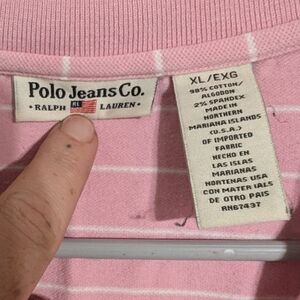 Polo Jeans Co.
• RALPH RL LAUREN •
XL/EXG
98% COTTON/
ALGODON
2% SPANDEX
MADE IN
NORTHERN
MARIANA ISLANDS
(U.S.A.)
OF IMPORTED
FABRIC
HECHO EN
LAS ISLAS
MARIANAS
NORTENAS USA
CON MATERIALS
DE OTRO PAIS
RN67437